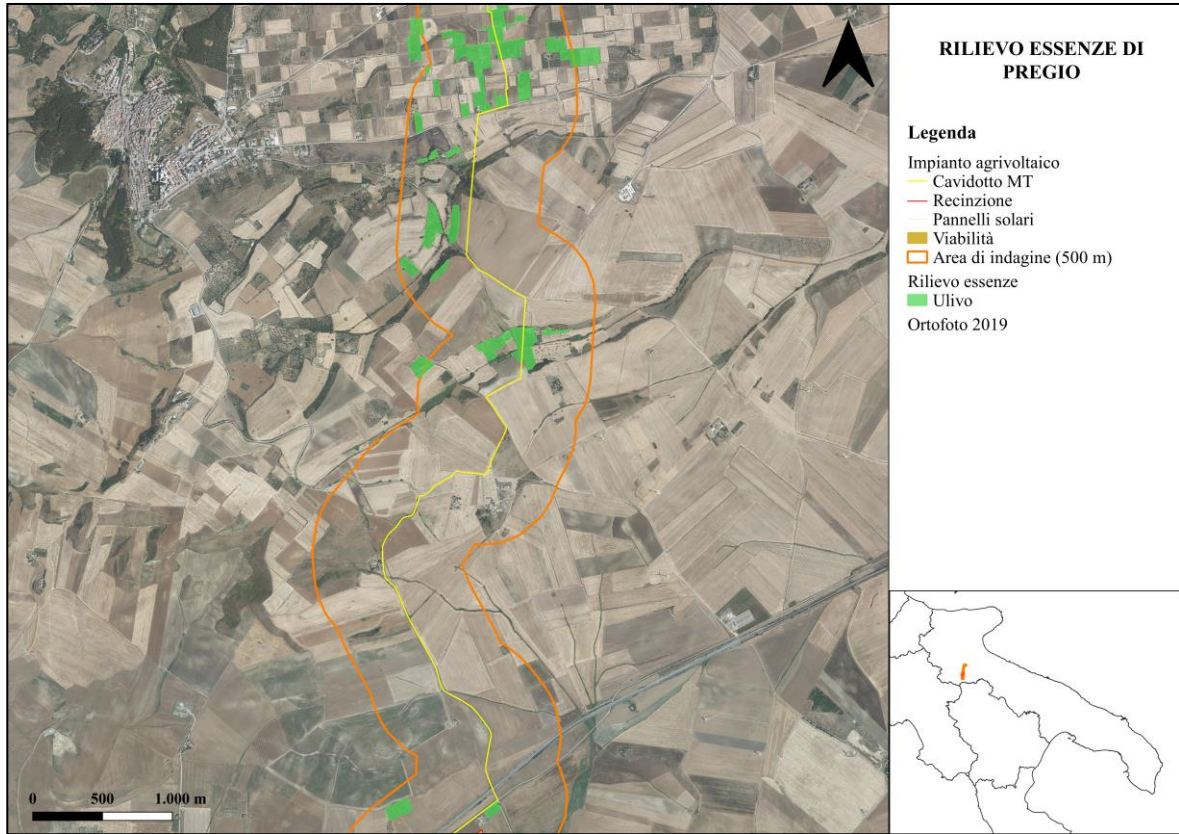 RILIEVO ESSENZE DI
PREGIO
Legenda
Impianto agrivoltaico
Cavidotto MT
Recinzione
Pannelli solari
Viabilità
Area di indagine (500 m)
Rilievo essenze
Ulivo
Ortofoto 2019
0 500 1.000 m